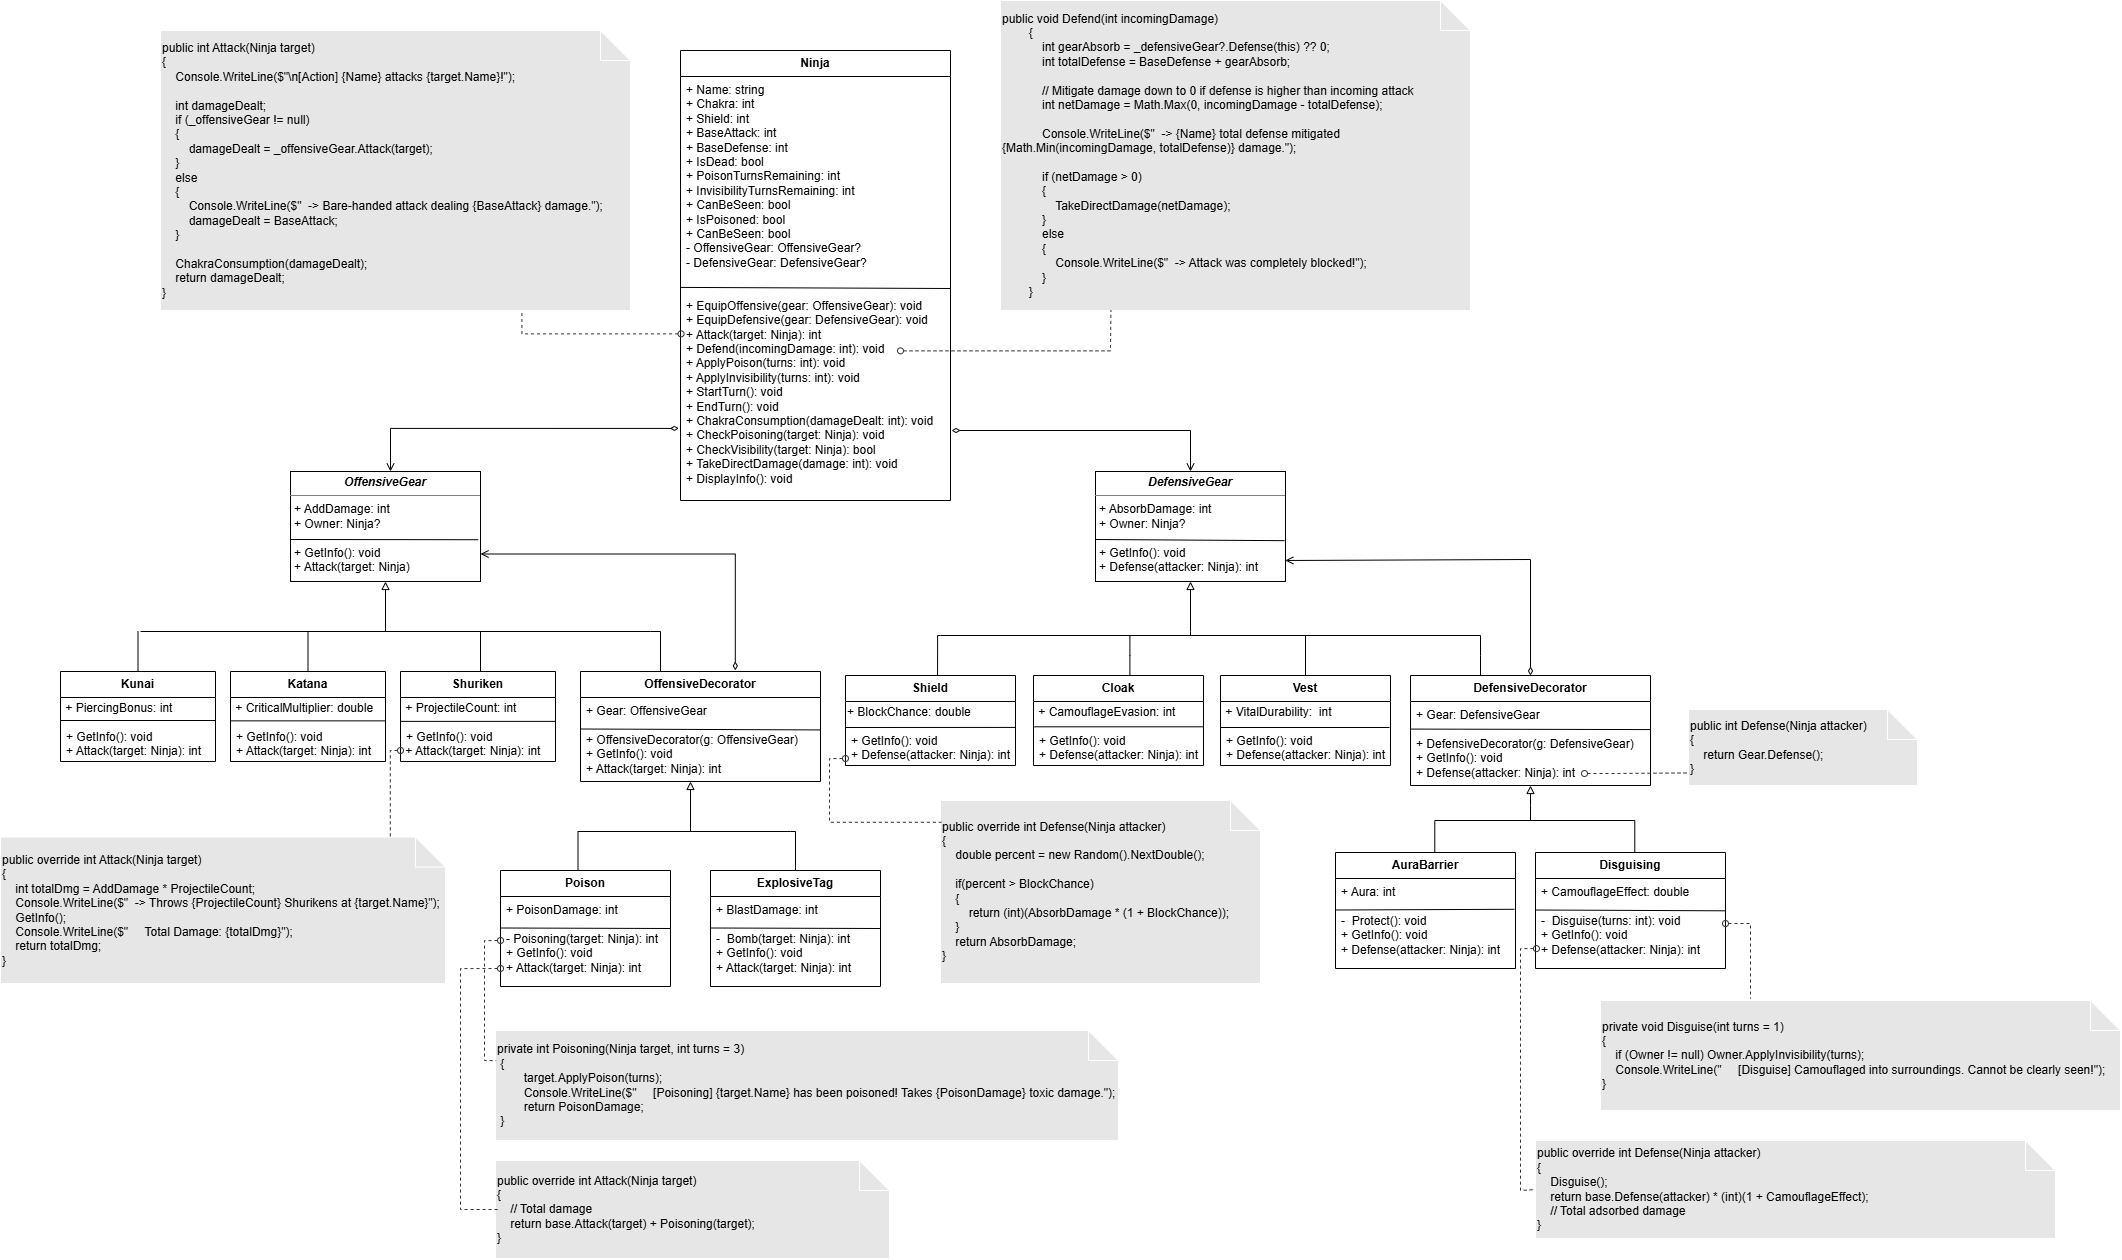 public int Attack(Ninja target)
{
Console.WriteLine($"\n[Action] {Name} attacks {target.Name}!");
int damageDealt;
if (_offensiveGear != null)
{
damageDealt = _offensiveGear.Attack(target);
}
else
{
Console.WriteLine($"  -> Bare-handed attack dealing {BaseAttack} damage.");
damageDealt = BaseAttack;
}
ChakraConsumption(damageDealt);
return damageDealt;
}
Ninja
+ Name: string
+ Chakra: int
+ Shield: int
+ BaseAttack: int
+ BaseDefense: int
+ IsDead: bool
+ PoisonTurnsRemaining: int
+ InvisibilityTurnsRemaining: int
+ CanBeSeen: bool
+ IsPoisoned: bool
+ CanBeSeen: bool
- OffensiveGear: OffensiveGear?
- DefensiveGear: DefensiveGear?
+ EquipOffensive(gear: OffensiveGear): void
+ EquipDefensive(gear: DefensiveGear): void
+ Attack(target: Ninja): int
+ Defend(incomingDamage: int): void
+ ApplyPoison(turns: int): void
+ ApplyInvisibility(turns: int): void
+ StartTurn(): void
+ EndTurn(): void
+ ChakraConsumption(damageDealt: int): void
+ CheckPoisoning(target: Ninja): void
+ CheckVisibility(target: Ninja): bool
+ TakeDirectDamage(damage: int): void
+ DisplayInfo(): void
public void Defend(int incomingDamage)
{
int gearAbsorb = _defensiveGear?.Defense(this) ?? 0;
int totalDefense = BaseDefense + gearAbsorb;
// Mitigate damage down to 0 if defense is higher than incoming attack
int netDamage = Math.Max(0, incomingDamage - totalDefense);
Console.WriteLine($"  -> {Name} total defense mitigated
{Math.Min(incomingDamage, totalDefense)} damage.");
if (netDamage > 0)
{
TakeDirectDamage(netDamage);
}
else
{
Console.WriteLine($"  -> Attack was completely blocked!");
}
}
OffensiveGear
+ AddDamage: int
+ Owner: Ninja?
+ GetInfo(): void
+ Attack(target: Ninja)
DefensiveGear
+ AbsorbDamage: int
+ Owner: Ninja?
+ GetInfo(): void
+ Defense(attacker: Ninja): int
Kunai
+ PiercingBonus: int
+ GetInfo(): void
+ Attack(target: Ninja): int
Katana
+ CriticalMultiplier: double
+ GetInfo(): void
+ Attack(target: Ninja): int
Shuriken
+ ProjectileCount: int
+ GetInfo(): void
+ Attack(target: Ninja): int
OffensiveDecorator
+ Gear: OffensiveGear
+ OffensiveDecorator(g: OffensiveGear)
+ GetInfo(): void
+ Attack(target: Ninja): int
Shield
+ BlockChance: double
+ GetInfo(): void
+ Defense(attacker: Ninja): int
Cloak
+ CamouflageEvasion: int
+ GetInfo(): void
+ Defense(attacker: Ninja): int
Vest
+ VitalDurability:  int
+ GetInfo(): void
+ Defense(attacker: Ninja): int
DefensiveDecorator
+ Gear: DefensiveGear
+ DefensiveDecorator(g: DefensiveGear)
+ GetInfo(): void
+ Defense(attacker: Ninja): int
public int Defense(Ninja attacker)
{
return Gear.Defense();
}
public override int Attack(Ninja target)
{
int totalDmg = AddDamage * ProjectileCount;
Console.WriteLine($"  -> Throws {ProjectileCount} Shurikens at {target.Name}");
GetInfo();
Console.WriteLine($"     Total Damage: {totalDmg}");
return totalDmg;
}
Poison
+ PoisonDamage: int
- Poisoning(target: Ninja): int
+ GetInfo(): void
+ Attack(target: Ninja): int
ExplosiveTag
+ BlastDamage: int
-  Bomb(target: Ninja): int
+ GetInfo(): void
+ Attack(target: Ninja): int
public override int Defense(Ninja attacker)
{
double percent = new Random().NextDouble();
if(percent > BlockChance)
{
return (int)(AbsorbDamage * (1 + BlockChance));
}
return AbsorbDamage;
}
AuraBarrier
+ Aura: int
-  Protect(): void
+ GetInfo(): void
+ Defense(attacker: Ninja): int
Disguising
+ CamouflageEffect: double
-  Disguise(turns: int): void
+ GetInfo(): void
+ Defense(attacker: Ninja): int
private int Poisoning(Ninja target, int turns = 3)
{
target.ApplyPoison(turns);
Console.WriteLine($"     [Poisoning] {target.Name} has been poisoned! Takes {PoisonDamage} toxic damage.");
return PoisonDamage;
}
private void Disguise(int turns = 1)
{
if (Owner != null) Owner.ApplyInvisibility(turns);
Console.WriteLine("     [Disguise] Camouflaged into surroundings. Cannot be clearly seen!");
}
public override int Attack(Ninja target)
{
// Total damage
return base.Attack(target) + Poisoning(target);
}
public override int Defense(Ninja attacker)
{
Disguise();
return base.Defense(attacker) * (int)(1 + CamouflageEffect);
// Total adsorbed damage
}